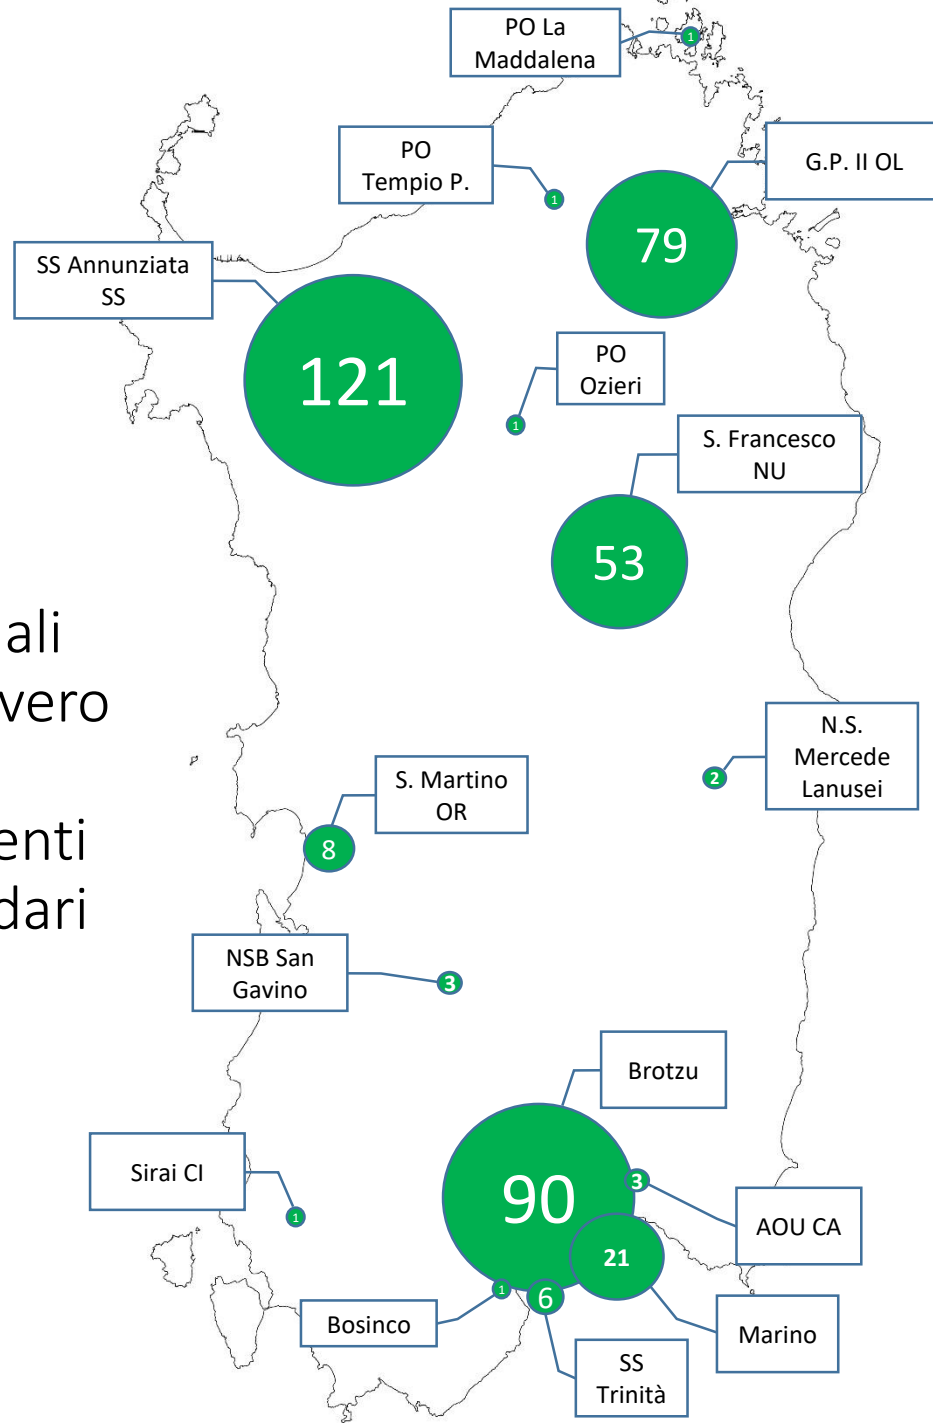 PO La
Maddalena
1
PO
Tempio P.
1
G.P. II OL
79
SS Annunziata
SS
121
PO
Ozieri
1
S. Francesco
NU
53
ali
vero
enti
dari
N.S.
Mercede
Lanusei
2
S. Martino
OR
8
NSB San
Gavino
3
Brotzu
90
Sirai CI
1
3
AOU CA
21
Marino
1
Bosinco
6
SS
Trinità